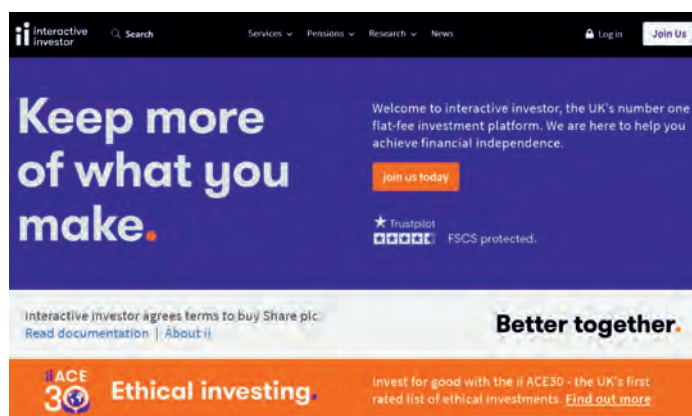 interactive
investor
Search
Services
Pensions
Research
News
Log in
Join Us
Keep more
of what you
make.
Welcome to interactive investor, the UK's number one
flat-fee investment platform. We are here to help you
achieve financial independence.
join us today
Trustpilot
FSCS protected.
interactive investor agrees terms to buy Share plc
Read documentation | About ii
Better together.
ii ACE
30
Ethical investing.
Invest for good with the ii ACE30 - the UK's first
rated list of ethical investments. Find out more